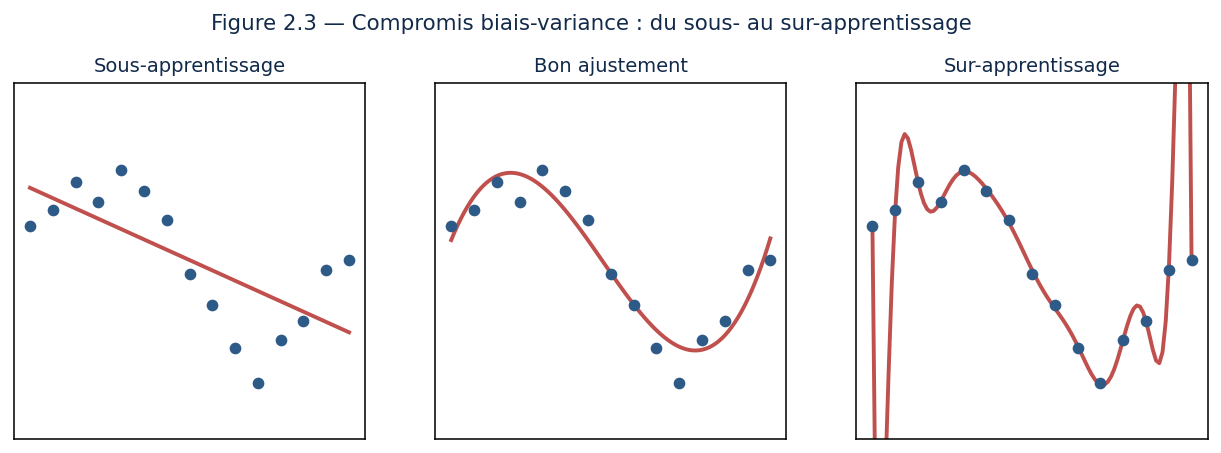 Figure 2.3 — Compromis biais-variance : du sous- au sur-apprentissage
Sous-apprentissage
Bon ajustement
Sur-apprentissage